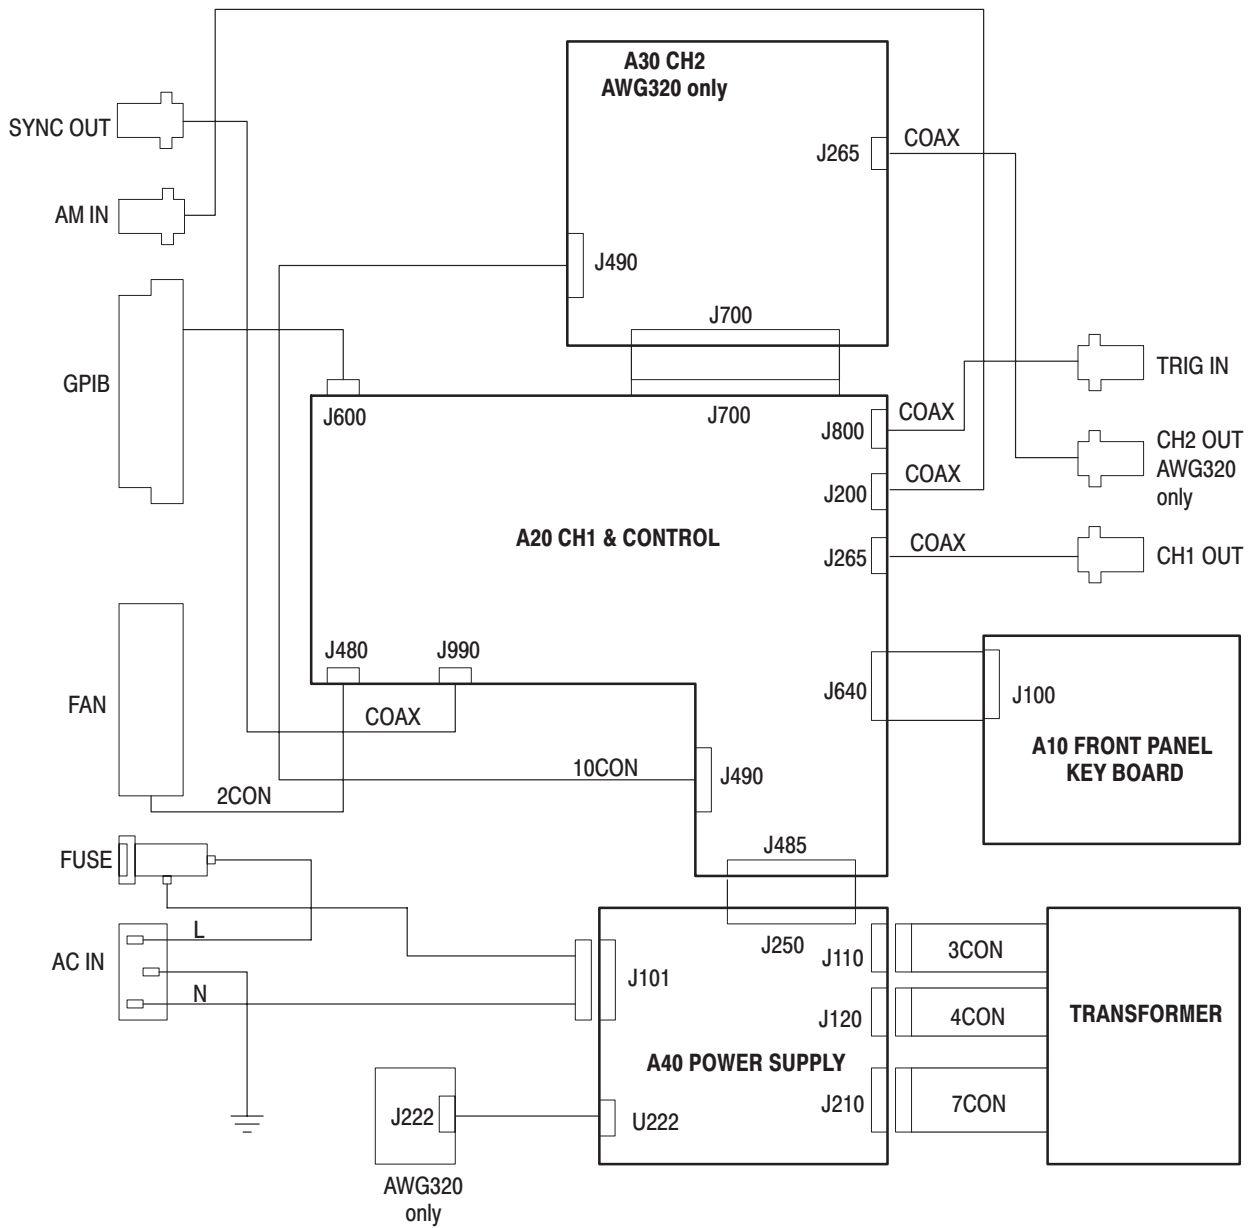 A30 CH2
AWG320 only
SYNC OUT
COAX
J265
AM IN
J490
J700
GPIB
TRIG IN
J600
J700
COAX
J800
CH2 OUT
AWG320
only
COAX
J200
A20 CH1 & CONTROL
COAX
J265
CH1 OUT
J480
J990
J640
J100
FAN
COAX
A10 FRONT PANEL
KEY BOARD
10CON
J490
2CON
J485
FUSE
L
J250
J110
3CON
AC IN
J101
N
J120
4CON
TRANSFORMER
A40 POWER SUPPLY
J222
U222
J210
7CON
AWG320
only